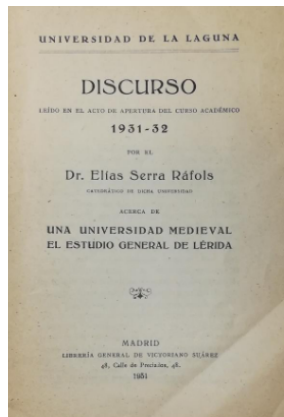 UNIVERSIDAD DE LA LAGUNA
DISCURSO
LEÍDO EN EL ACTO DE APERTURA DEL CURSO ACADÉMICO
1931-32
POR EL
Dr. Elías Serra Ráfols
CATEDRÁTICO DE DICHA UNIVERSIDAD
ACERCA DE
UNA UNIVERSIDAD MEDIEVAL
EL ESTUDIO GENERAL DE LÉRIDA
MADRID
LIBRERÍA GENERAL DE VICTORIANO SUÁREZ
48, Calle de Preciados, 48.
1931